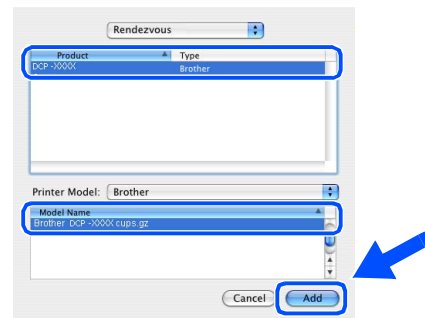 Rendezvous
Product Type
DCP -XXXX Brother
Printer Model: Brother
Model Name
Brother DCP -XXXX cups gz
Cancel Add